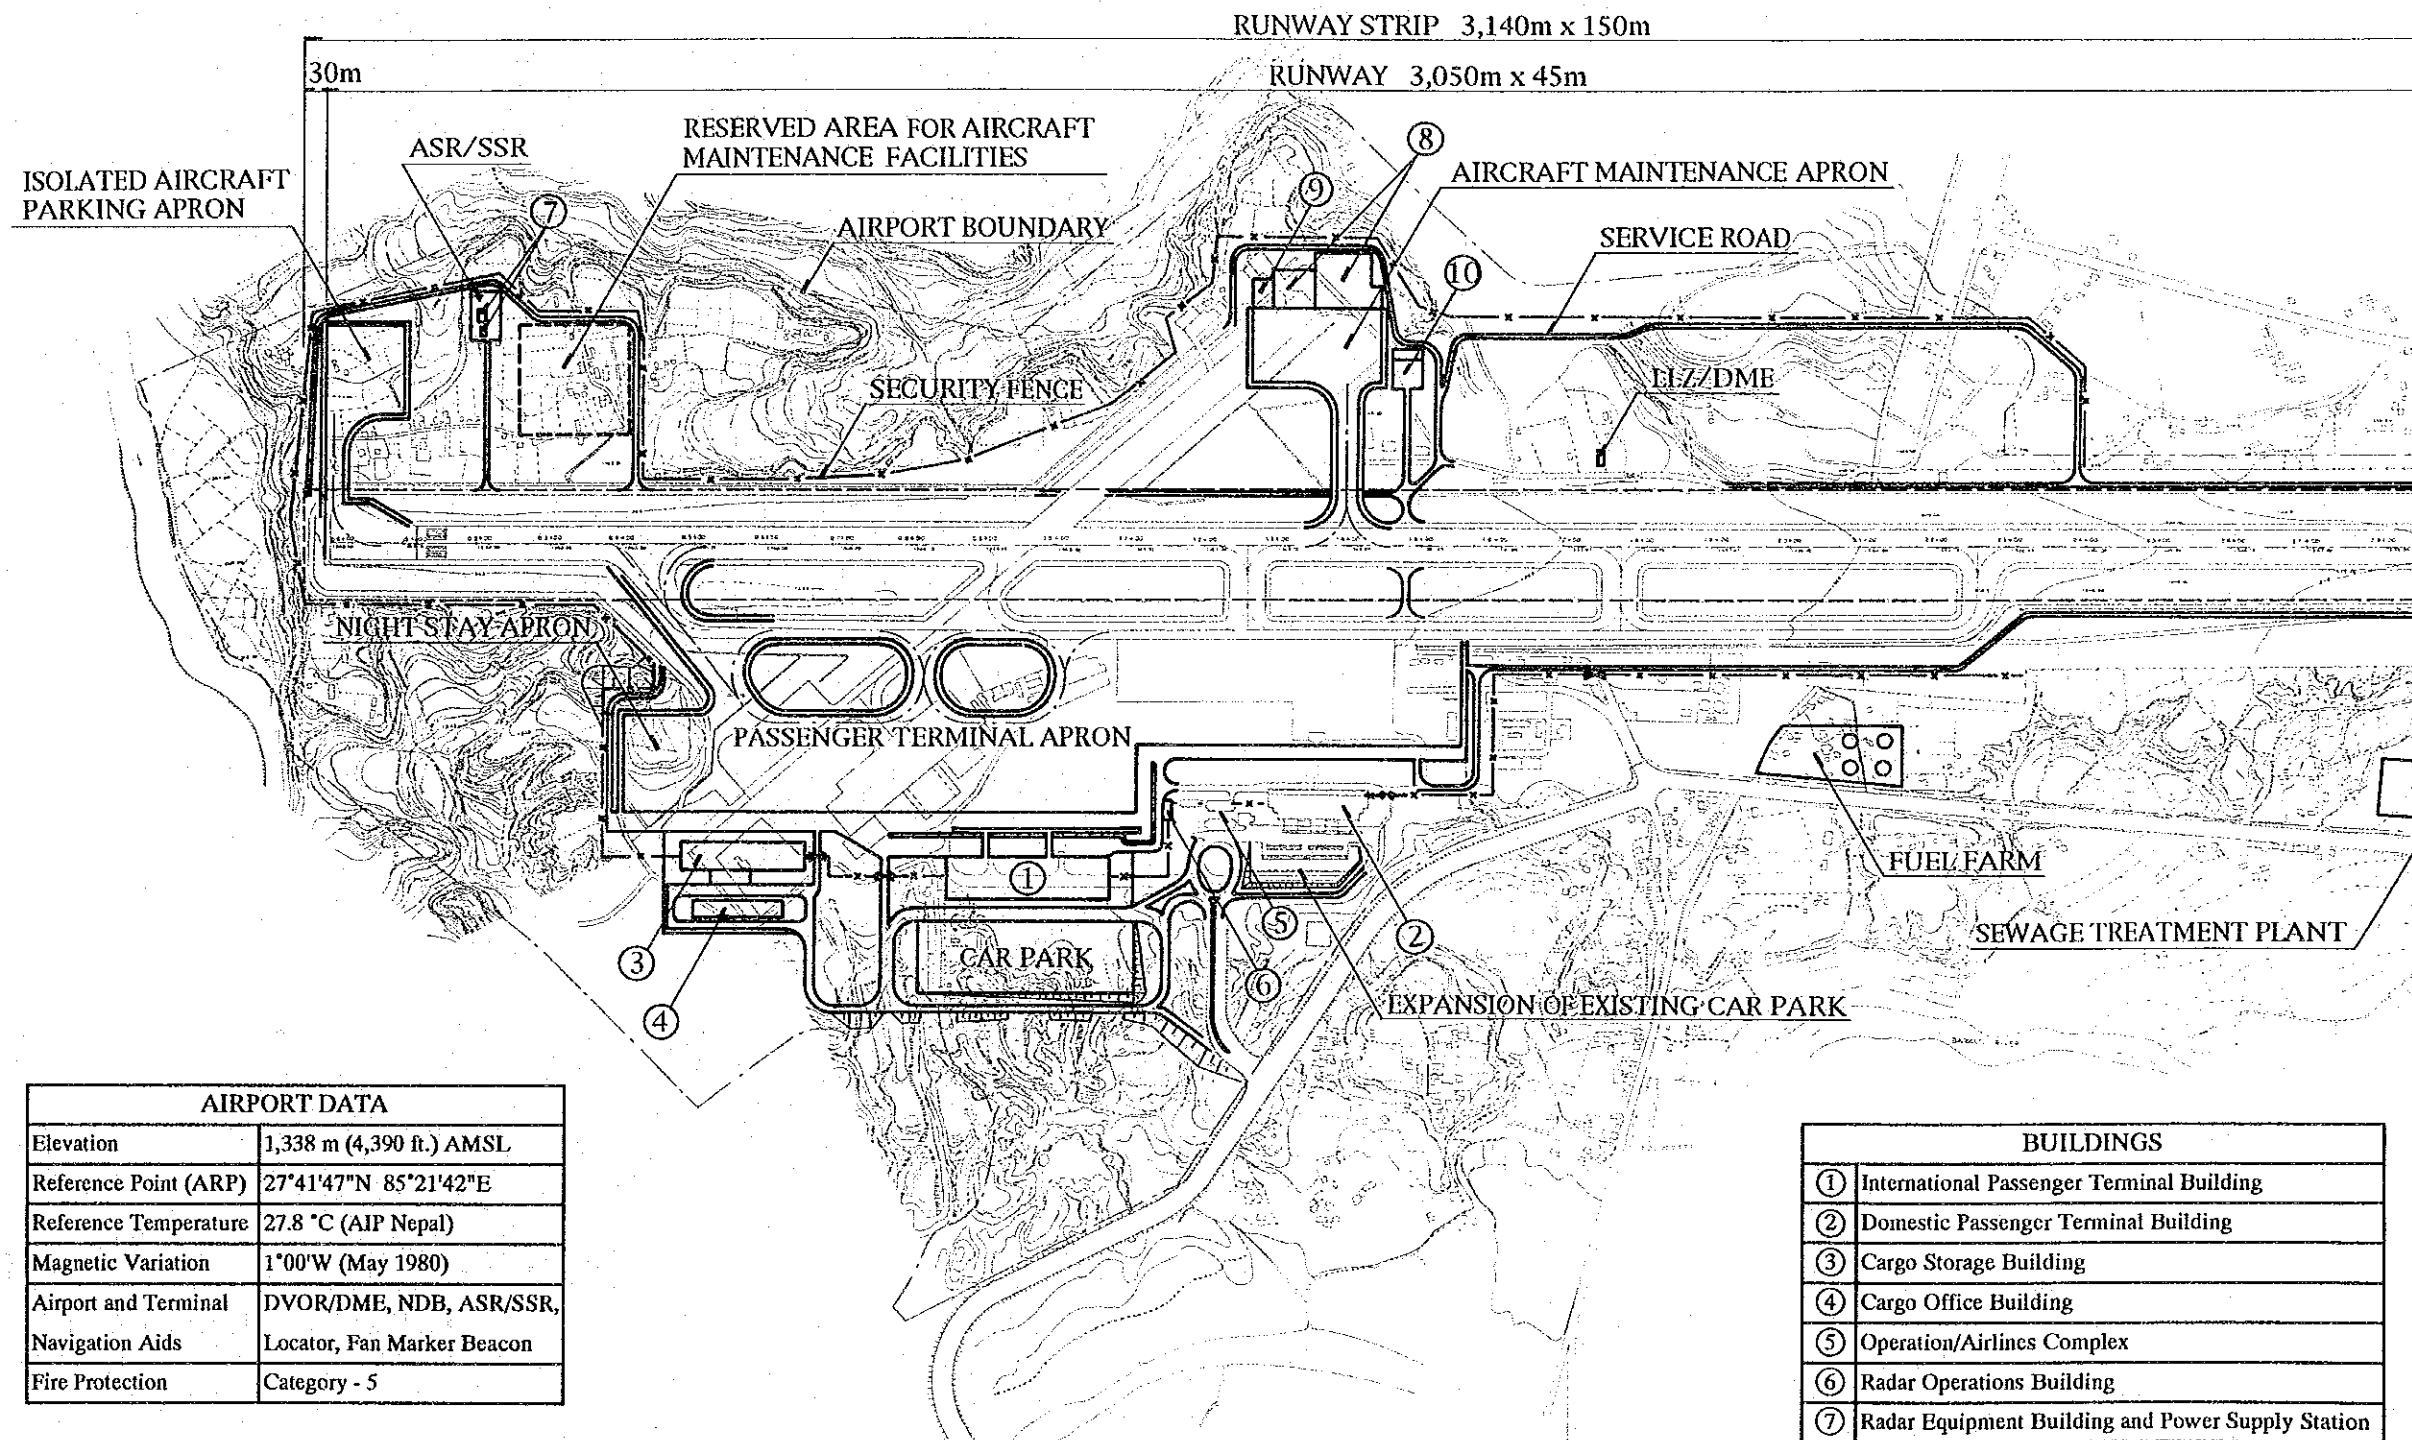 RUNWAY STRIP 3,140m x 150m
30m
RUNWAY 3,050m x 45m
RESERVED AREA FOR AIRCRAFT
MAINTENANCE FACILITIES
ASR/SSR
8
ISOLATED AIRCRAFT
PARKING APRON
AIRCRAFT MAINTENANCE APRON
9
7
AIRPORT BOUNDARY
SERVICE ROAD
10
SECURITY FENCE
LLZ/DME
NIGHT STAY APRON
PASSENGER TERMINAL APRON
FUEL FARM
1
5
2
SEWAGE TREATMENT PLANT
3
CAR PARK
6
4
EXPANSION OF EXISTING CAR PARK
AIRPORT DATA
Elevation 1,338 m (4,390 ft.) AMSL
Reference Point (ARP) 27°41'47"N 85°21'42"E
Reference Temperature 27.8 °C (AIP Nepal)
Magnetic Variation 1°00'W (May 1980)
Airport and Terminal DVOR/DME, NDB, ASR/SSR,
Navigation Aids Locator, Fan Marker Beacon
Fire Protection Category - 5
BUILDINGS
1 International Passenger Terminal Building
2 Domestic Passenger Terminal Building
3 Cargo Storage Building
4 Cargo Office Building
5 Operation/Airlines Complex
6 Radar Operations Building
7 Radar Equipment Building and Power Supply Station